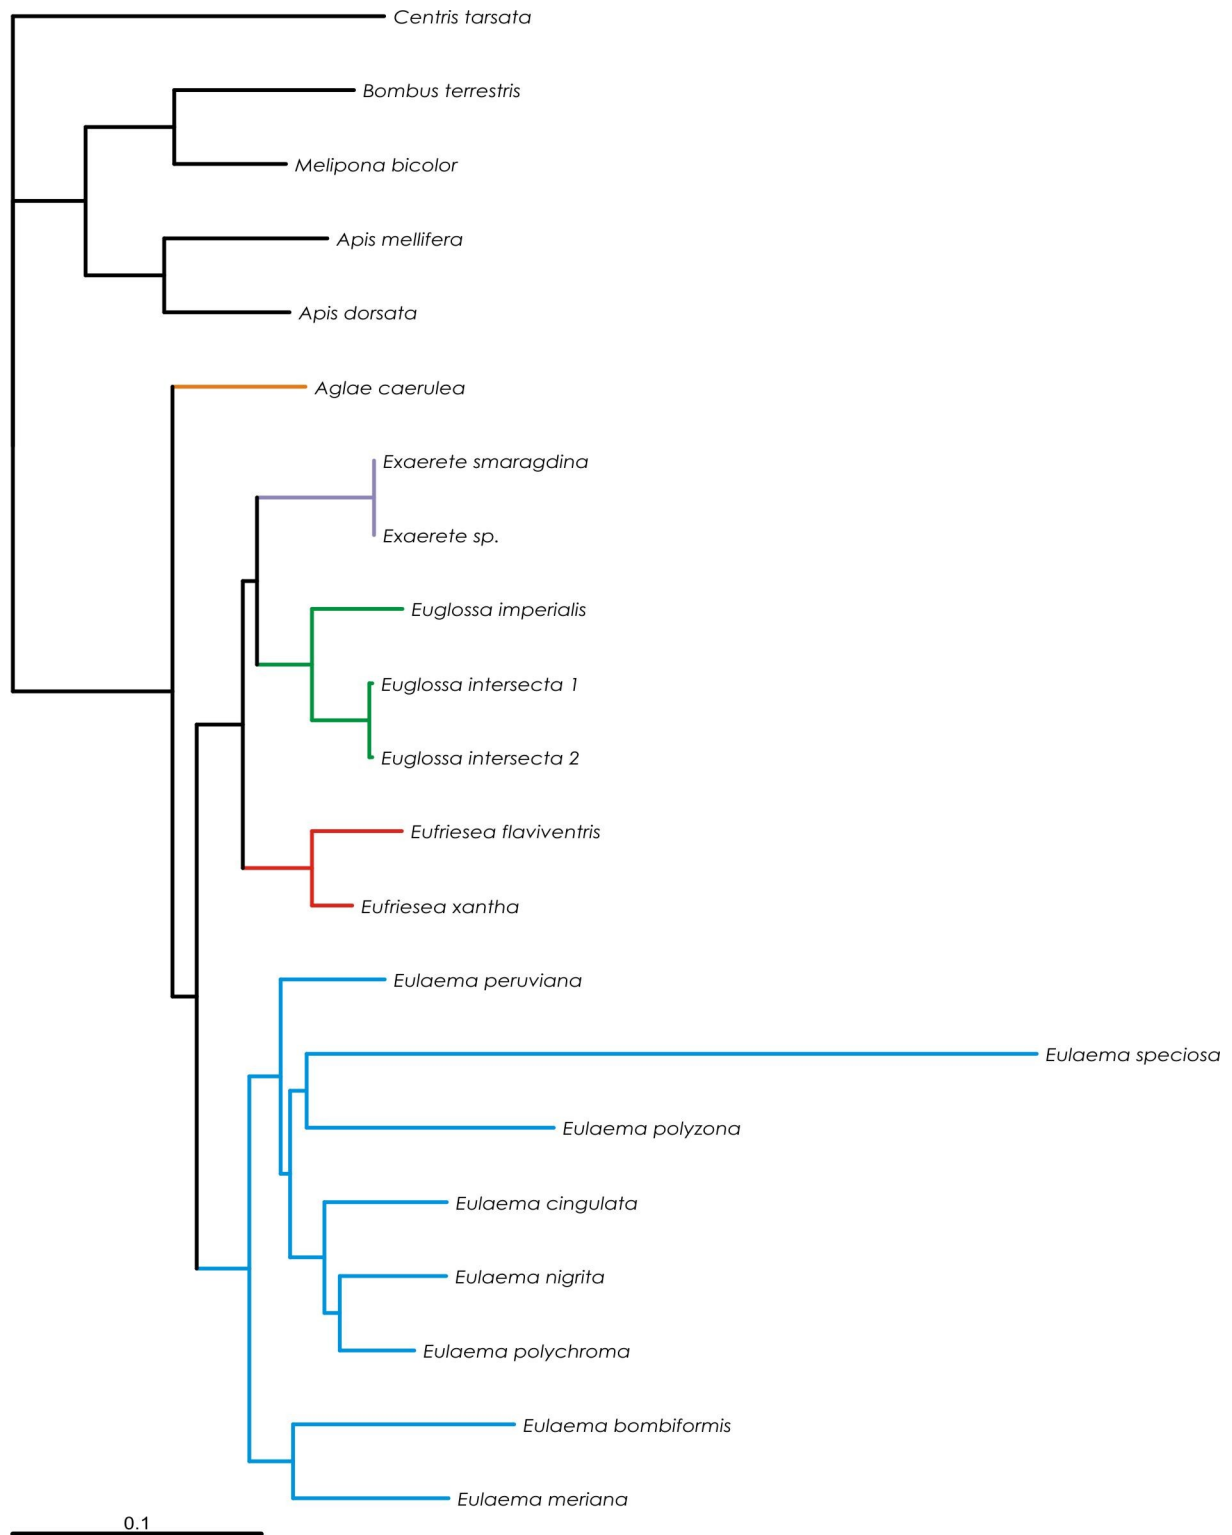 Centris tarsata
Bombus terrestris
Melipona bicolor
Apis mellifera
Apis dorsata
Aglae caerulea
Exaerete smaragdina
Exaerete sp.
Euglossa imperialis
Euglossa intersecta 1
Euglossa intersecta 2
Eufriesea flaviventris
Eufriesea xantha
Eulaema peruviana
Eulaema speciosa
Eulaema polyzona
Eulaema cingulata
Eulaema nigrita
Eulaema polychroma
Eulaema bombiformis
Eulaema meriana
0.1